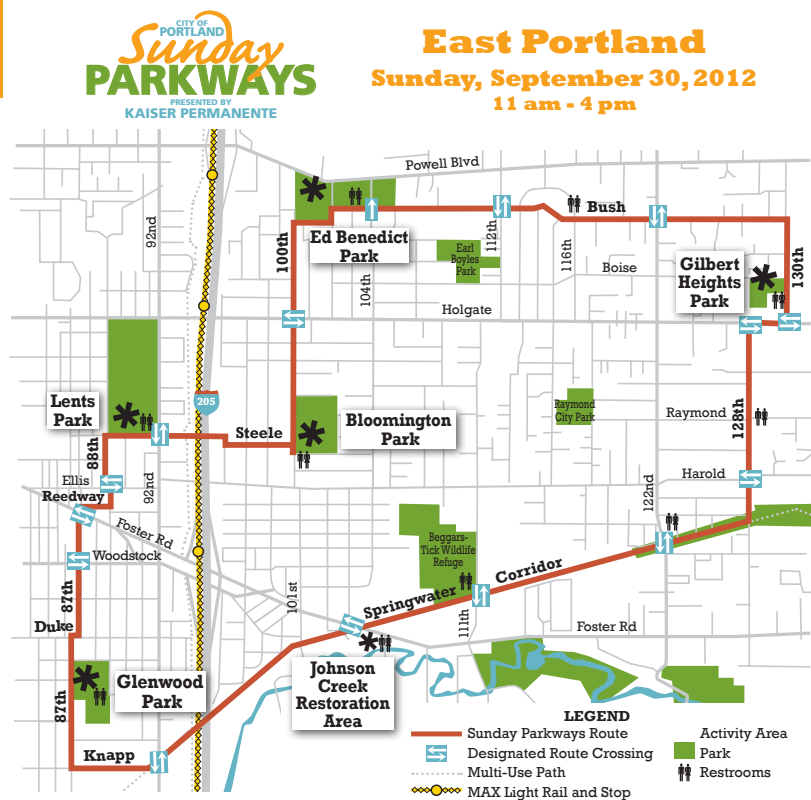 CITY OF
PORTLAND
Sunday
PARKWAYS
PRESENTED BY
KAISER PERMANENTE
East Portland
Sunday, September 30, 2012
11 am - 4 pm
Powell Blvd
92nd
100th
Ed Benedict
Park
104th
Earl
Boyles
Park
112th
Bush
116th
Boise
Gilbert
Heights
Park
130th
Holgate
Lents
Park
205
Steele
Bloomington
Park
Raymond
City Park
Raymond
128th
88th
Ellis
Reedway
92nd
Harold
122nd
Foster Rd
Woodstock
Beggars-
Tick Wildlife
Refuge
Corridor
Springwater
101st
111th
87th
Duke
Foster Rd
Glenwood
Park
87th
Johnson
Creek
Restoration
Area
Knapp
LEGEND
Sunday Parkways Route
Activity Area
Designated Route Crossing
Park
Multi-Use Path
Restrooms
MAX Light Rail and Stop